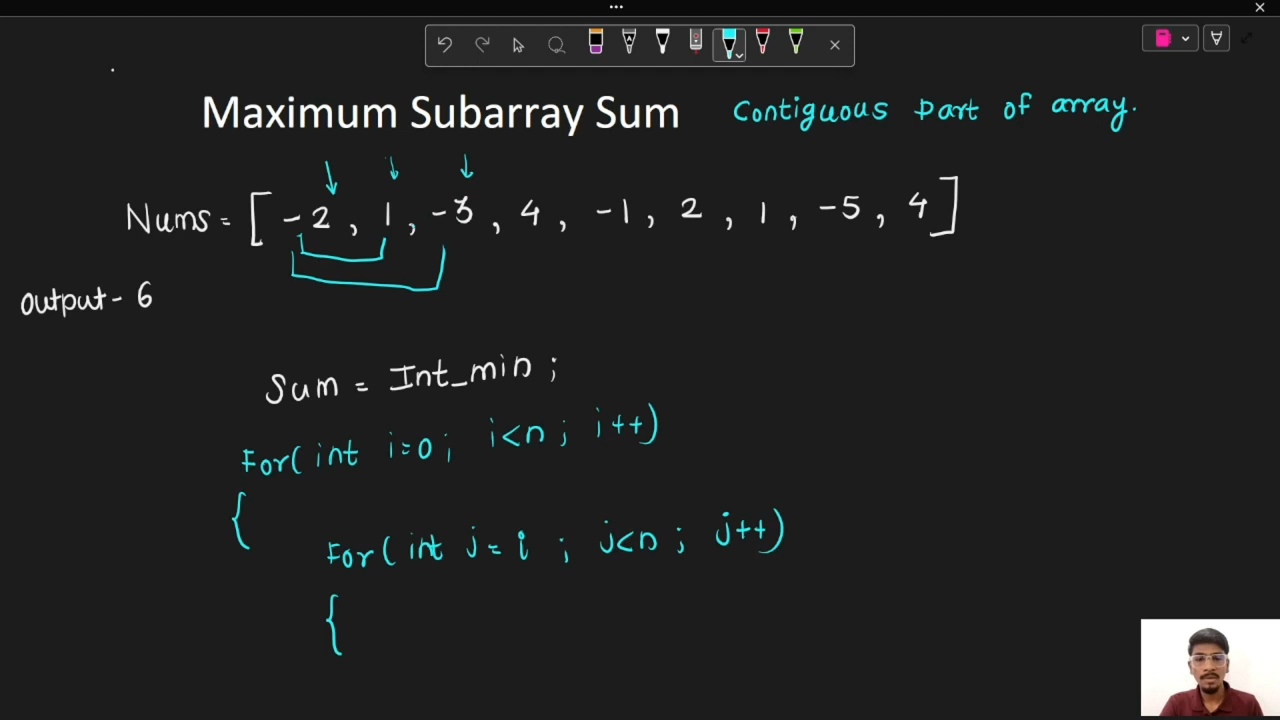 Maximum Subarray Sum Contiguous part of array.
Nums = [ -2 , 1 , -3 , 4 , -1 , 2 , 1 , -5 , 4 ]
output - 6
Sum = Int_min ;
For( int i=0 ; i<n ; i++)
{
For( int j=i ; j<n ; j++)
{